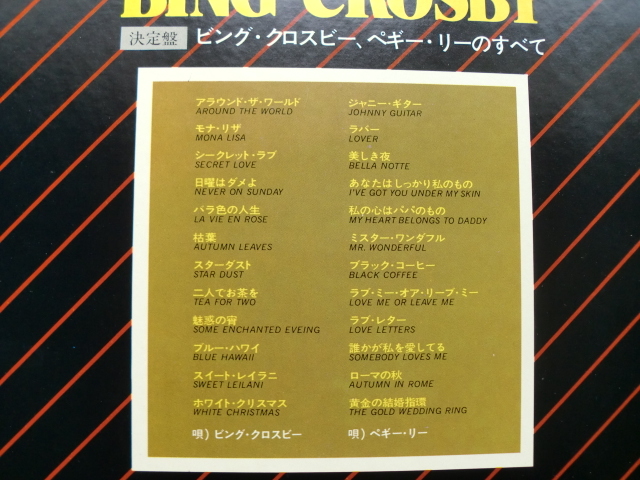 BING CROSBY
決定盤 ビング・クロスビー、ペギー・リーのすべて
アラウンド・ザ・ワールド
AROUND THE WORLD
モナ・リザ
MONA LISA
シークレット・ラブ
SECRET LOVE
日曜はダメよ
NEVER ON SUNDAY
バラ色の人生
LA VIE EN ROSE
枯葉
AUTUMN LEAVES
スターダスト
STAR DUST
二人でお茶を
TEA FOR TWO
魅惑の宵
SOME ENCHANTED EVEING
ブルー・ハワイ
BLUE HAWAII
スイート・レイラニ
SWEET LEILANI
ホワイト・クリスマス
WHITE CHRISTMAS
唄）ビング・クロスビー
ジャニー・ギター
JOHNNY GUITAR
ラバー
LOVER
美しき夜
BELLA NOTTE
あなたはしっかり私のもの
I'VE GOT YOU UNDER MY SKIN
私の心はパパのもの
MY HEART BELONGS TO DADDY
ミスター・ワンダフル
MR. WONDERFUL
ブラック・コーヒー
BLACK COFFEE
ラブ・ミー・オア・リーブ・ミー
LOVE ME OR LEAVE ME
ラブ・レター
LOVE LETTERS
誰かが私を愛してる
SOMEBODY LOVES ME
ローマの秋
AUTUMN IN ROME
黄金の結婚指環
THE GOLD WEDDING RING
唄）ペギー・リー